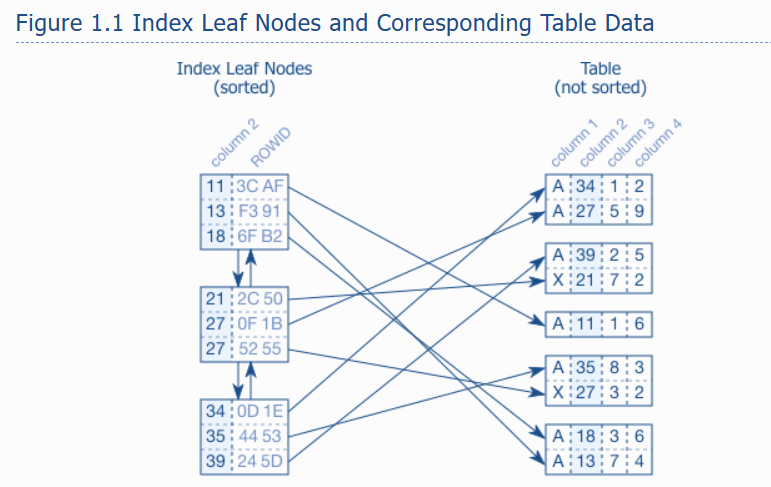 Figure 1.1 Index Leaf Nodes and Corresponding Table Data
Index Leaf Nodes
(sorted)
column 2
ROWID
11 3C AF
13 F3 91
18 6F B2
21 2C 50
27 0F 1B
27 52 55
34 0D 1E
35 44 53
39 24 5D
Table
(not sorted)
column 1
column 2
column 3
column 4
A 34 1 2
A 27 5 9
A 39 2 5
X 21 7 2
A 11 1 6
A 35 8 3
X 27 3 2
A 18 3 6
A 13 7 4